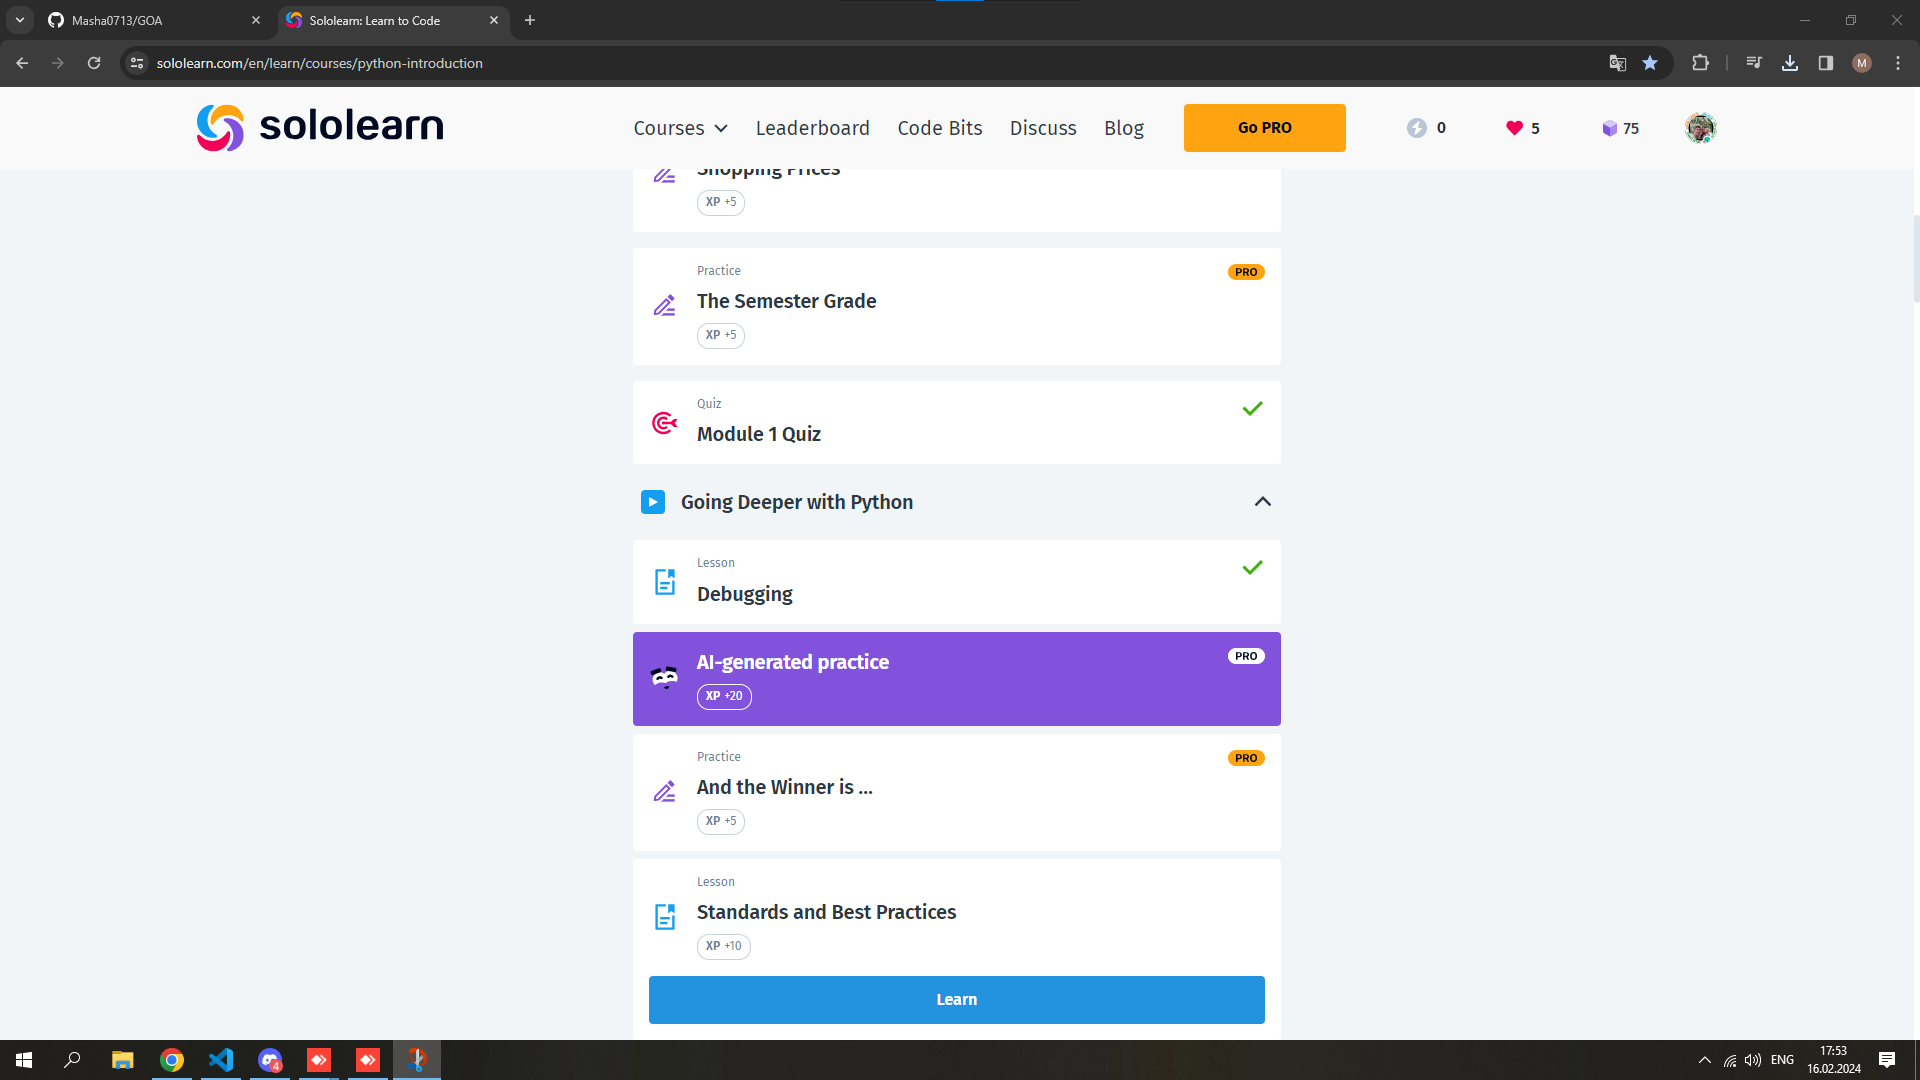 Masha0713/GOA
Sololearn: Learn to Code
sololearn.com/en/learn/courses/python-introduction
M
sololearn
Courses
Leaderboard
Code Bits
Discuss
Blog
Go PRO
0
5
75
Shopping Prices
XP +5
Practice
PRO
The Semester Grade
XP +5
Quiz
Module 1 Quiz
Going Deeper with Python
Lesson
Debugging
AI-generated practice
PRO
XP +20
Practice
PRO
And the Winner is ...
XP +5
Lesson
Standards and Best Practices
XP +10
Learn
4
ENG
17:53
16.02.2024